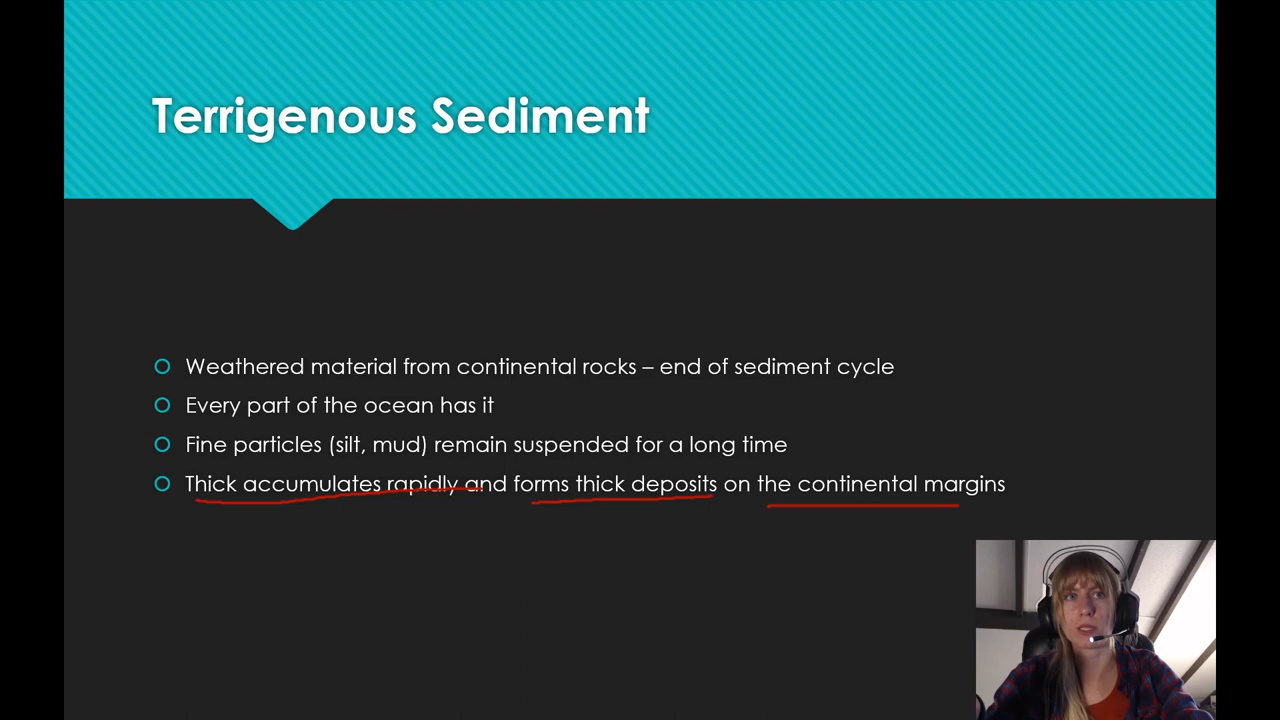 Terrigenous Sediment
Weathered material from continental rocks – end of sediment cycle
Every part of the ocean has it
Fine particles (silt, mud) remain suspended for a long time
Thick accumulates rapidly and forms thick deposits on the continental margins